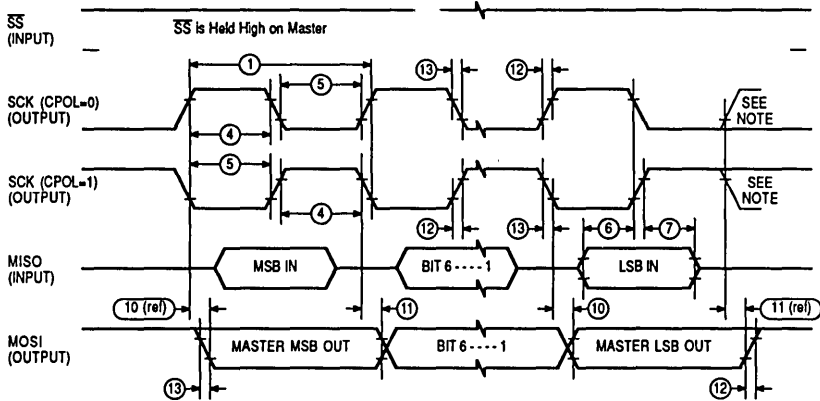 SS
(INPUT)
SS is Held High on Master
1
13
12
5
SCK (CPOL=0)
(OUTPUT)
SEE
NOTE
4
5
SCK (CPOL=1)
(OUTPUT)
SEE
NOTE
4
12
13
6
7
MISO
(INPUT)
MSB IN
BIT 6 - - - - 1
LSB IN
10 (ref)
11
10
11 (ref)
MOSI
(OUTPUT)
MASTER MSB OUT
BIT 6 - - - - 1
MASTER LSB OUT
13
12